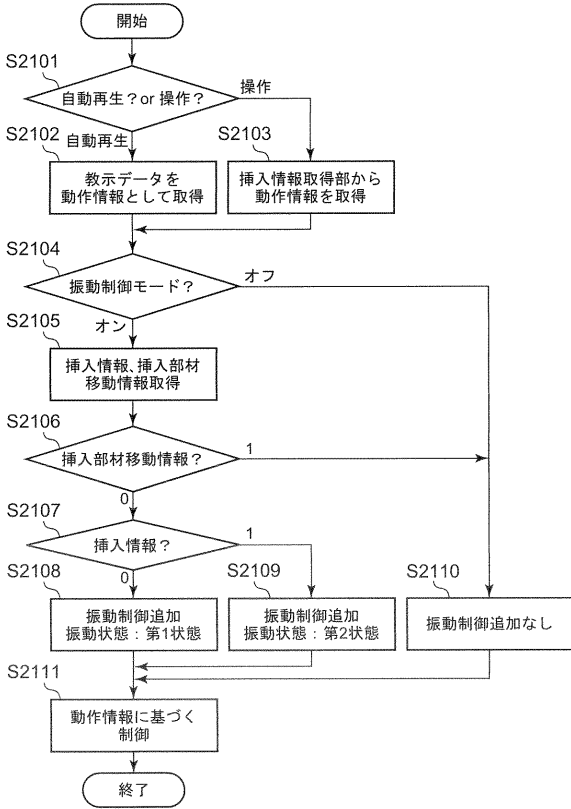 開始
S2101
自動再生?or 操作?
操作
S2102
自動再生
S2103
教示データを
動作情報として取得
挿入情報取得部から
動作情報を取得
S2104
振動制御モード?
オフ
S2105
オン
挿入情報、挿入部材
移動情報取得
S2106
挿入部材移動情報?
1
0
S2107
挿入情報?
1
0
S2108
S2109
S2110
振動制御追加
振動状態:第1状態
振動制御追加
振動状態:第2状態
振動制御追加なし
S2111
動作情報に基づく
制御
終了